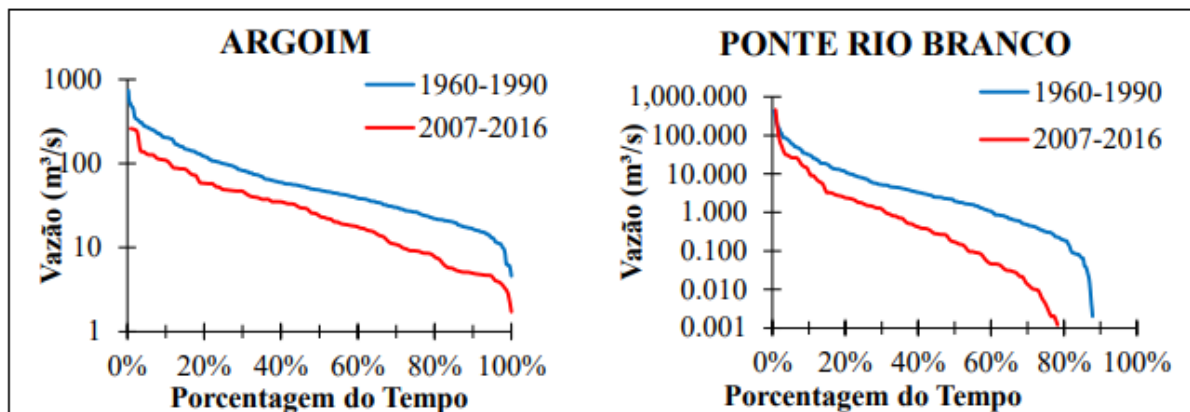 ARGOIM
1960-1990
2007-2016
Vazão (m³/s)
1000
100
10
1
0% 20% 40% 60% 80% 100%
Porcentagem do Tempo
PONTE RIO BRANCO
1960-1990
2007-2016
Vazão (m³/s)
1,000.000
100.000
10.000
1.000
0.100
0.010
0.001
0% 20% 40% 60% 80% 100%
Porcentagem do Tempo